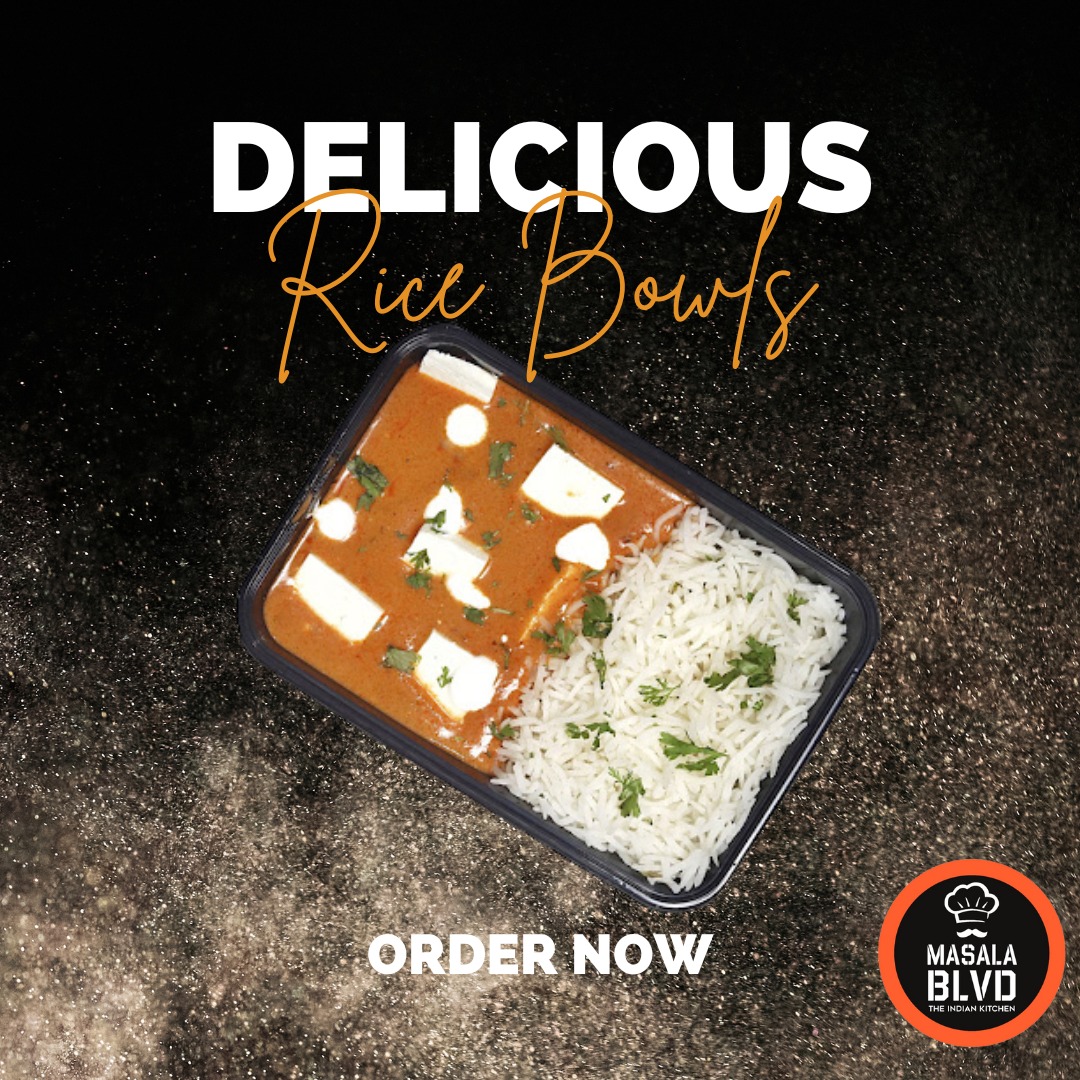 DELICIOUS
Rice Bowls
ORDER NOW
MASALA
BLVD
THE INDIAN KITCHEN